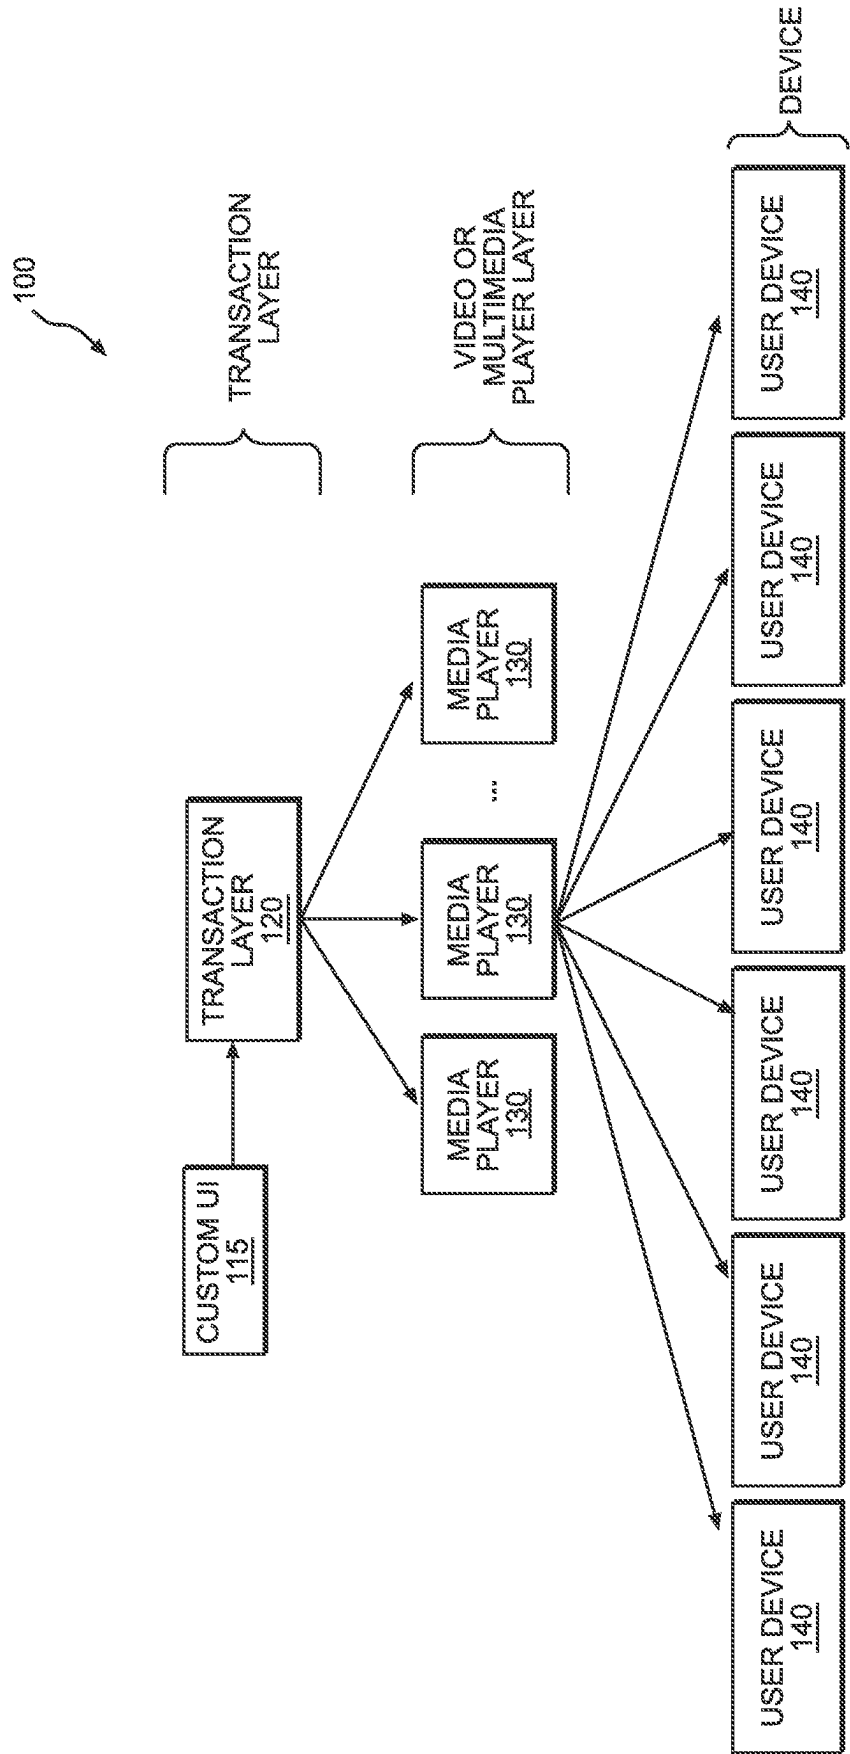 100
CUSTOM UI
115
TRANSACTION
LAYER
120
TRANSACTION
LAYER
MEDIA
PLAYER
130
MEDIA
PLAYER
130
...
MEDIA
PLAYER
130
VIDEO OR
MULTIMEDIA
PLAYER LAYER
USER DEVICE
140
USER DEVICE
140
USER DEVICE
140
USER DEVICE
140
USER DEVICE
140
USER DEVICE
140
DEVICE